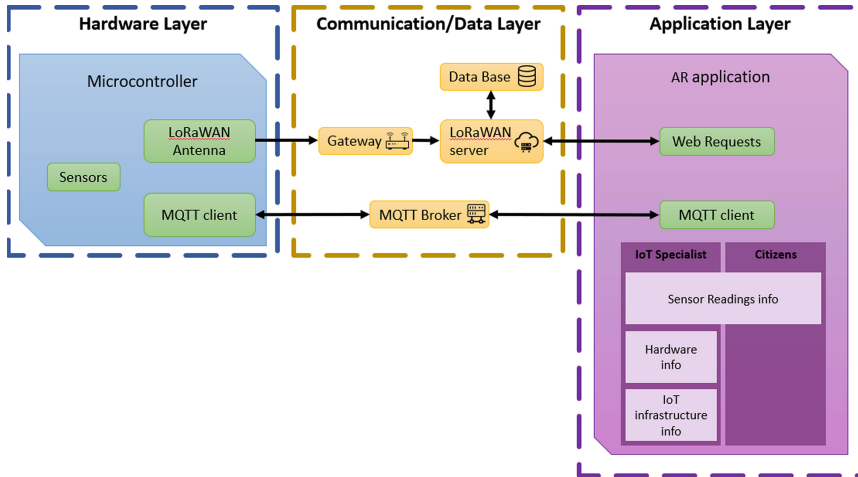 Hardware Layer
Communication/Data Layer
Application Layer
Microcontroller
LoRaWAN
Antenna
Sensors
MQTT client
Data Base
Gateway
LoRaWAN
server
MQTT Broker
AR application
Web Requests
MQTT client
IoT Specialist
Citizens
Sensor Readings info
Hardware
info
IoT
infrastructure
info